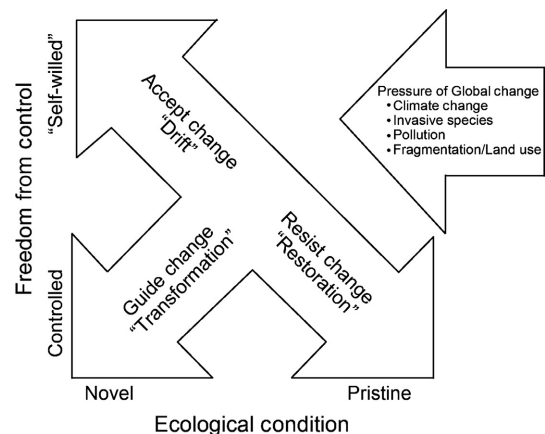 Freedom from control
"Self-willed"
Controlled
Accept change
"Drift"
Pressure of Global change
• Climate change
• Invasive species
• Pollution
• Fragmentation/Land use
Guide change
"Transformation"
Resist change
"Restoration"
Novel
Pristine
Ecological condition